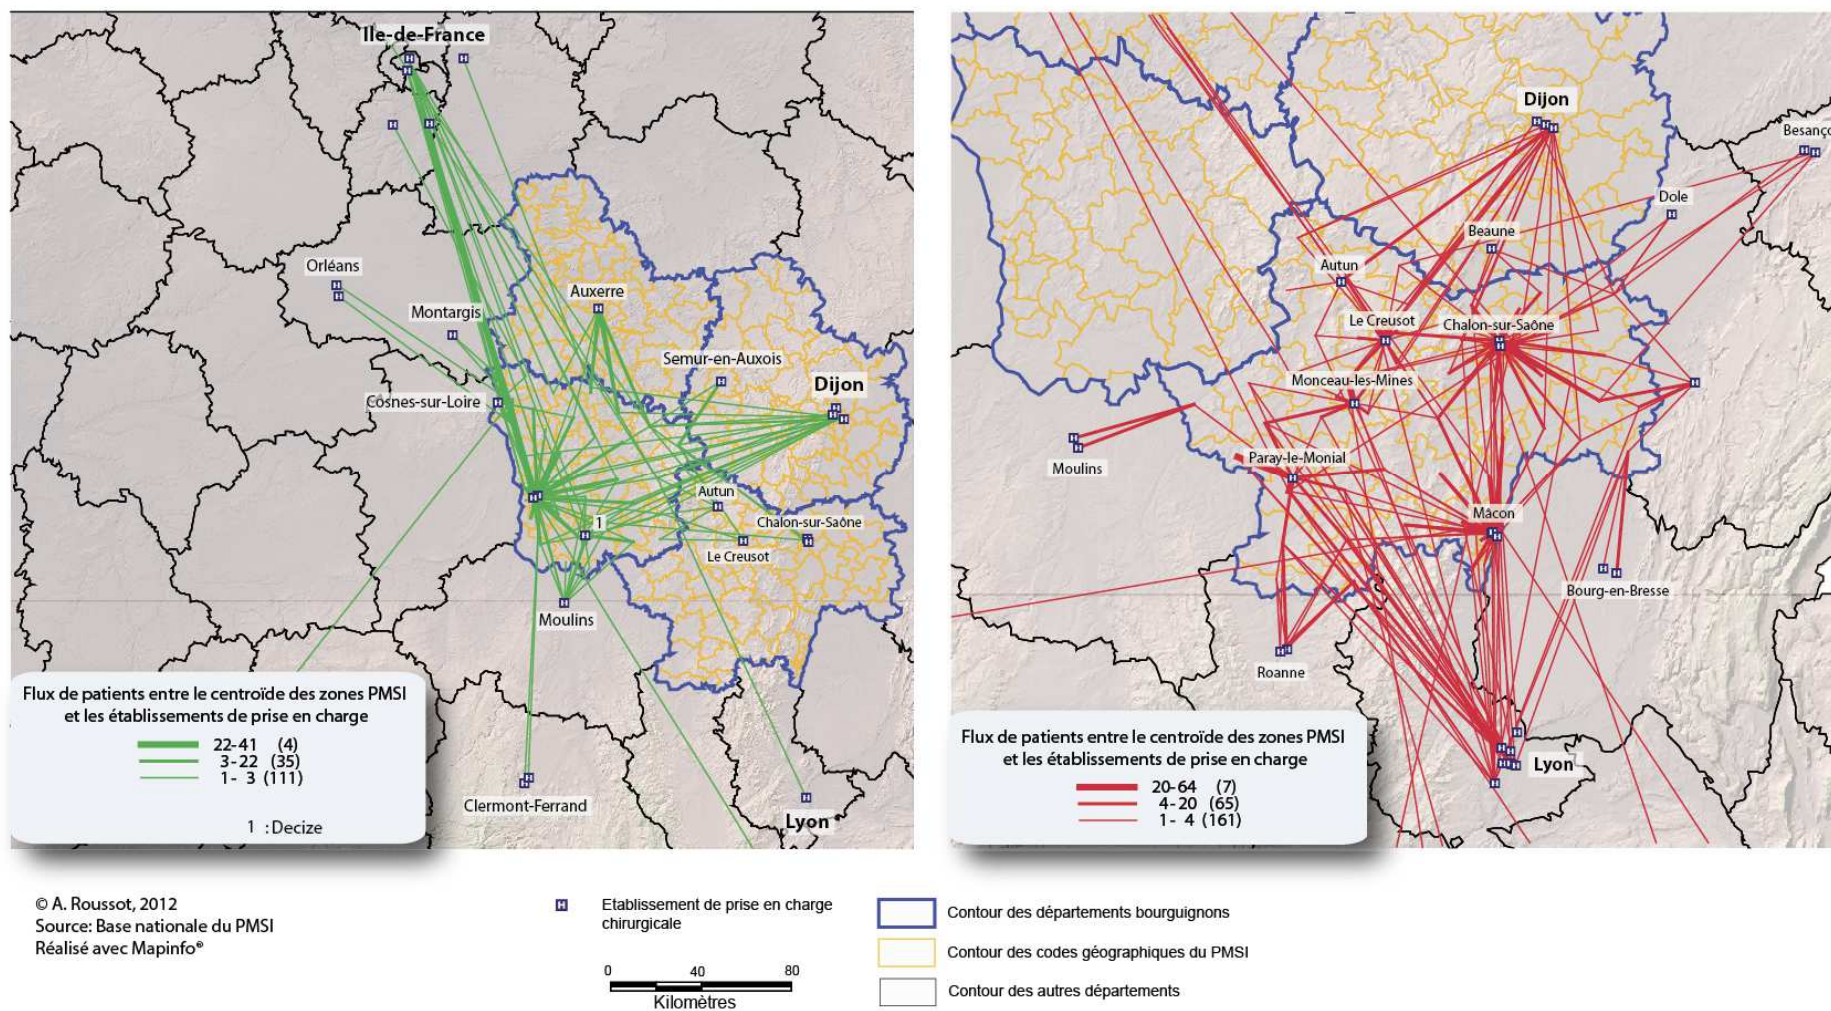 Ile-de-France
Orléans
Montargis
Auxerre
Semur-en-Auxois
Dijon
Cosnes-sur-Loire
Autun
1
Chalon-sur-Saône
Le Creusot
Moulins
Clermont-Ferrand
Lyon
Flux de patients entre le centroïde des zones PMSI
et les établissements de prise en charge
22-41 (4)
3-22 (35)
1- 3 (111)
1 : Decize
Dijon
Besanço
Dole
Beaune
Autun
Le Creusot
Chalon-sur-Saône
Monceau-les-Mines
Moulins
Paray-le-Monial
Mâcon
Bourg-en-Bresse
Roanne
Lyon
Flux de patients entre le centroïde des zones PMSI
et les établissements de prise en charge
20-64 (7)
4-20 (65)
1- 4 (161)
© A. Roussot, 2012
Source: Base nationale du PMSI
Réalisé avec Mapinfo®
H Etablissement de prise en charge
chirurgicale
0 40 80
Kilomètres
Contour des départements bourguignons
Contour des codes géographiques du PMSI
Contour des autres départements